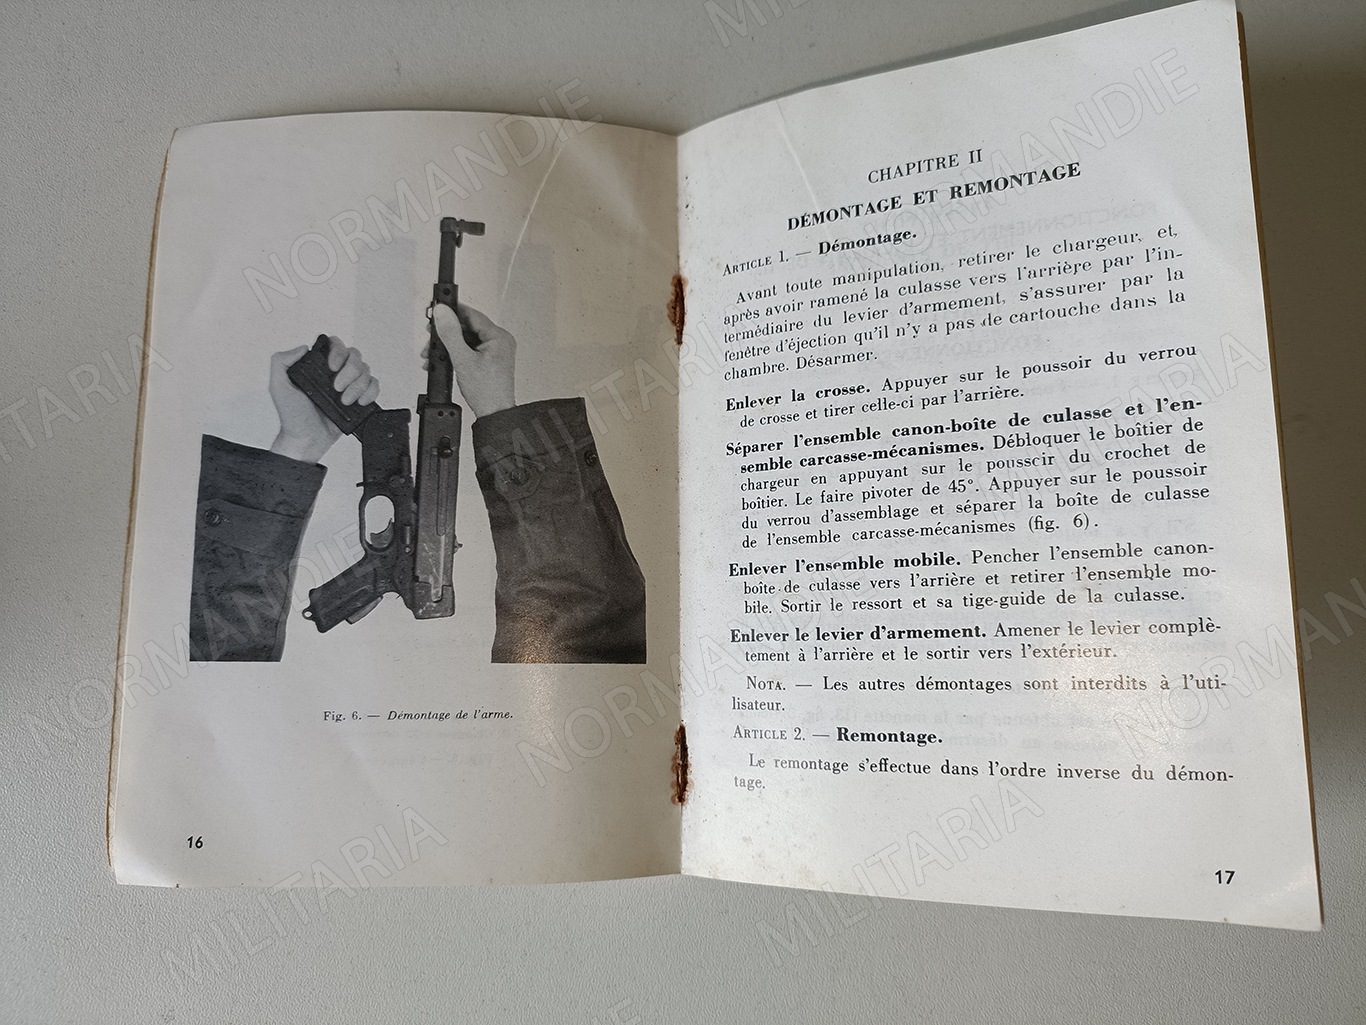 Fig. 6. — Démontage de l'arme.
16
CHAPITRE II
DÉMONTAGE ET REMONTAGE
ARTICLE 1. — Démontage.
Avant toute manipulation, retirer le chargeur, et,
après avoir ramené la culasse vers l'arrière par l'in-
termédiaire du levier d'armement, s'assurer par la
fenêtre d'éjection qu'il n'y a pas de cartouche dans la
chambre. Désarmer.
Enlever la crosse. Appuyer sur le poussoir du verrou
de crosse et tirer celle-ci par l'arrière.
Séparer l'ensemble canon-boîte de culasse et l'en-
semble carcasse-mécanismes. Débloquer le boîtier de
chargeur en appuyant sur le poussoir du crochet de
boîtier. Le faire pivoter de 45°. Appuyer sur le poussoir
du verrou d'assemblage et séparer la boîte de culasse
de l'ensemble carcasse-mécanismes (fig. 6).
Enlever l'ensemble mobile. Pencher l'ensemble canon-
boîte de culasse vers l'arrière et retirer l'ensemble mo-
bile. Sortir le ressort et sa tige-guide de la culasse.
Enlever le levier d'armement. Amener le levier complè-
tement à l'arrière et le sortir vers l'extérieur.
NOTA. — Les autres démontages sont interdits à l'uti-
lisateur.
ARTICLE 2. — Remontage.
Le remontage s'effectue dans l'ordre inverse du démon-
tage.
17
NORMANDIE
MILITARIA